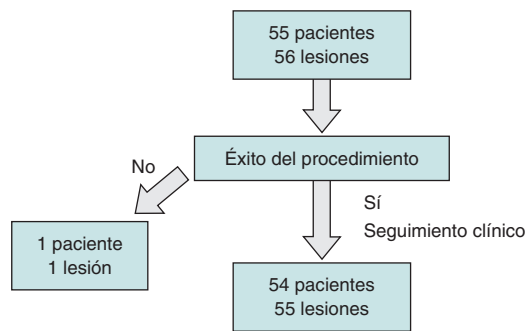 55 pacientes
56 lesiones
Éxito del procedimiento
No
Sí
Seguimiento clínico
1 paciente
1 lesión
54 pacientes
55 lesiones